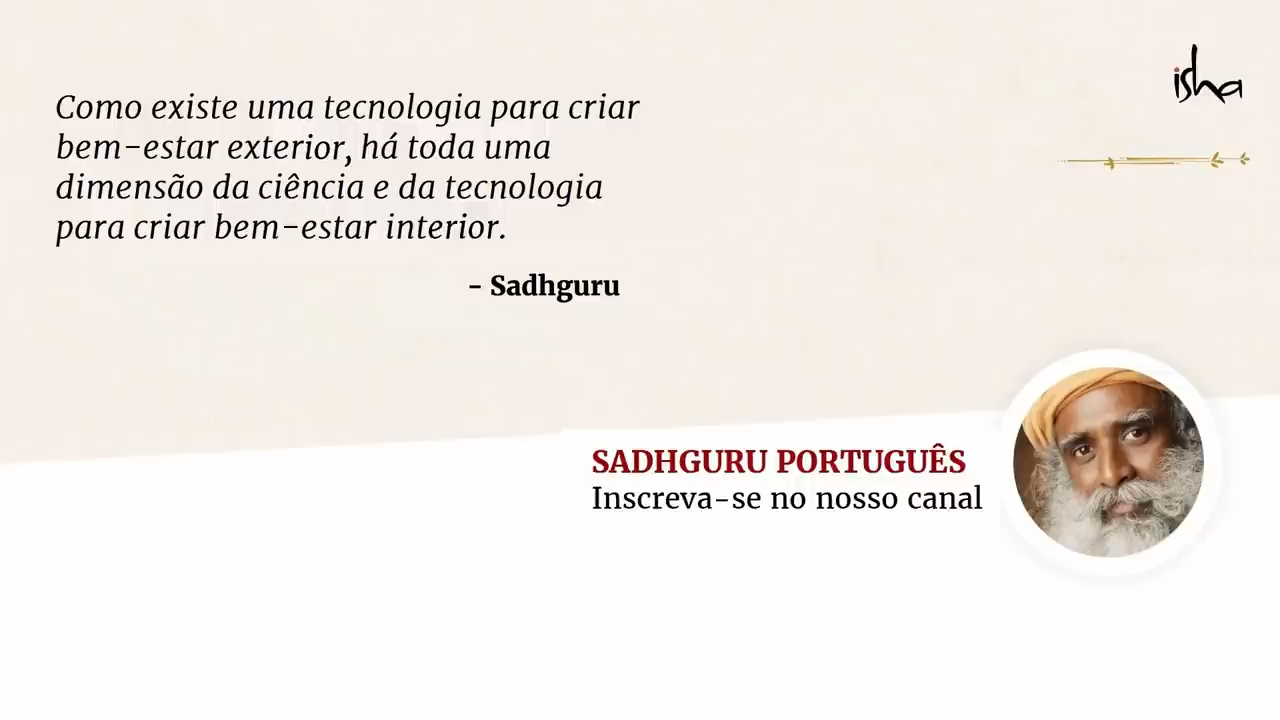 Como existe uma tecnologia para criar
bem-estar exterior, há toda uma
dimensão da ciência e da tecnologia
para criar bem-estar interior.
- Sadhguru
isha
SADHGURU PORTUGUÊS
Inscreva-se no nosso canal